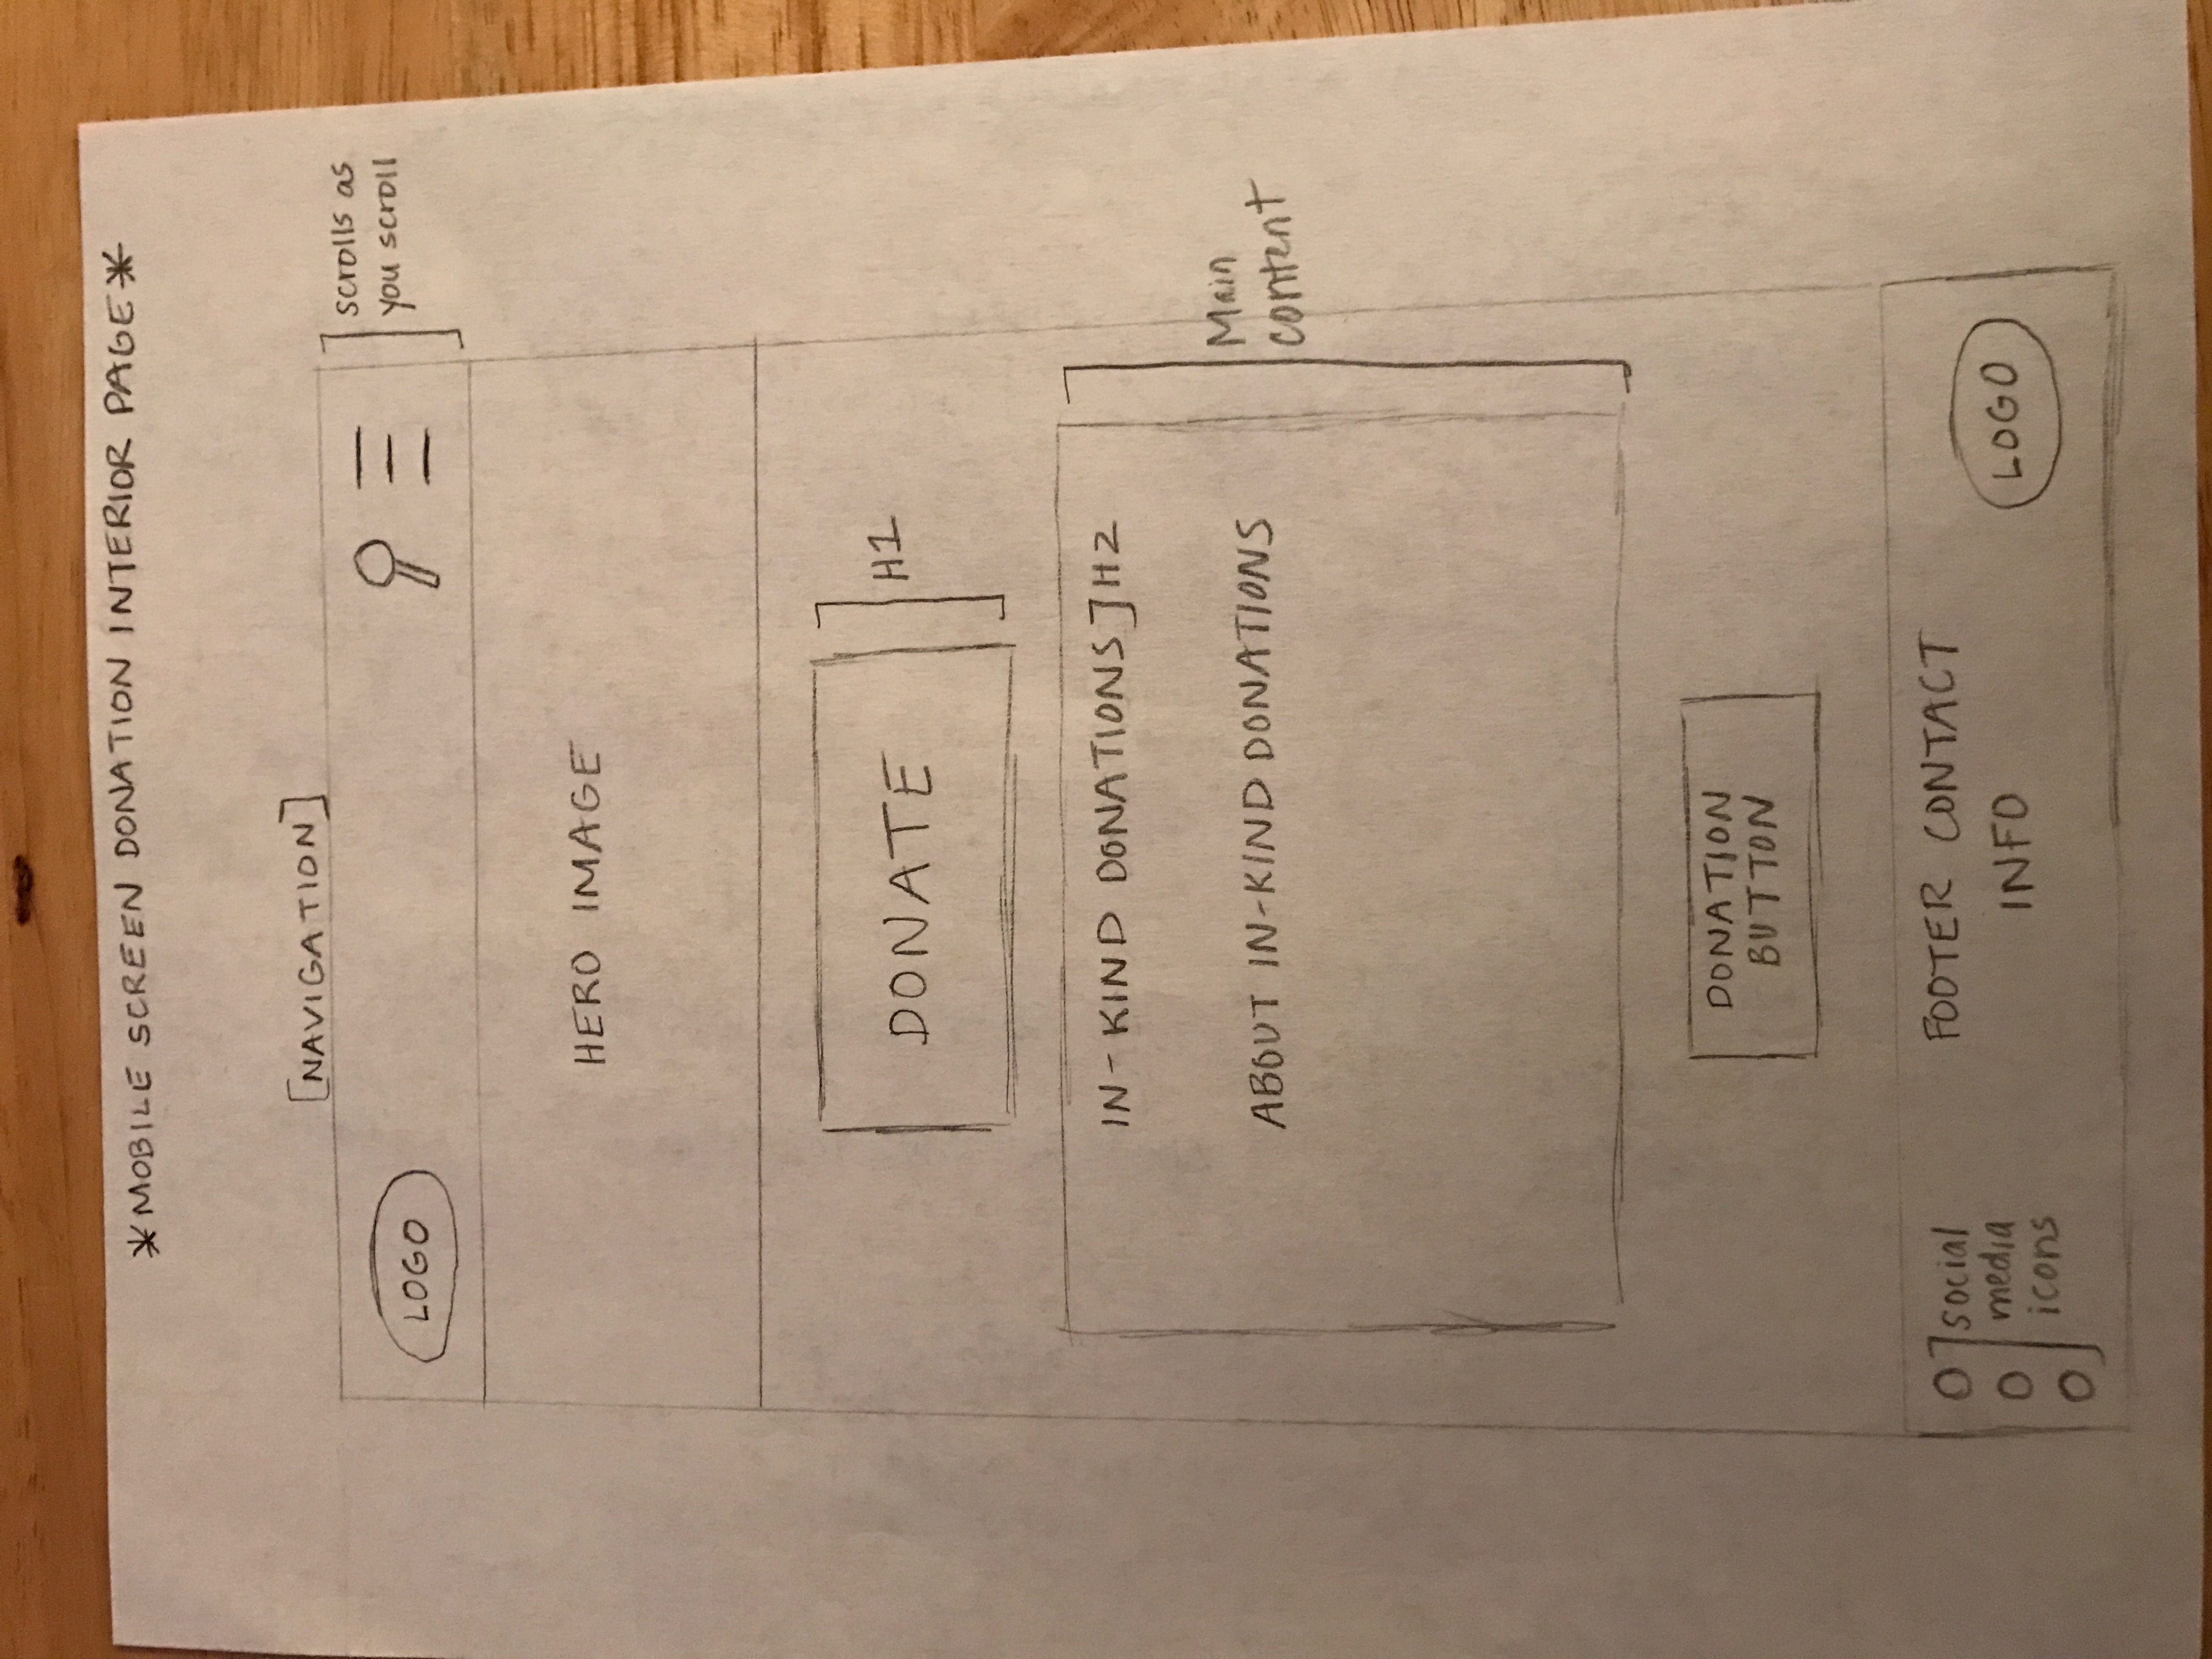 *MOBILE SCREEN DONATION INTERIOR PAGE*
[NAVIGATION]
LOGO
scrolls as
you scroll
HERO IMAGE
DONATE
H1
IN-KIND DONATIONS]H2
ABOUT IN-KIND DONATIONS
Main
content
DONATION
BUTTON
social
media
icons
FOOTER CONTACT
INFO
LOGO